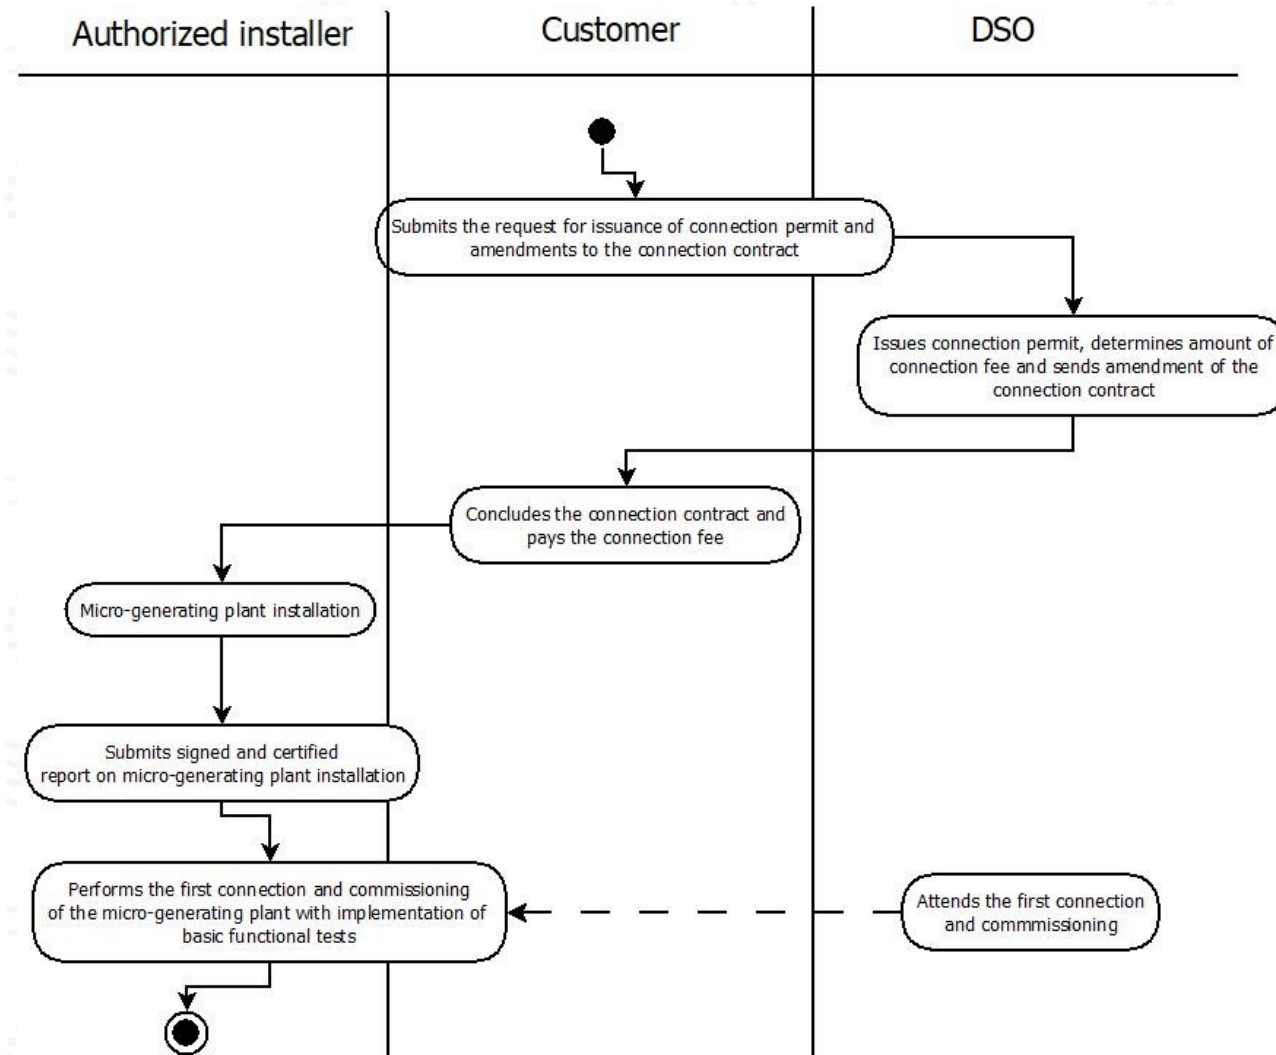 Authorized installer
Customer
DSO
Submits the request for issuance of connection permit and
amendments to the connection contract
Issues connection permit, determines amount of
connection fee and sends amendment of the
connection contract
Concludes the connection contract and
pays the connection fee
Micro-generating plant installation
Submits signed and certified
report on micro-generating plant installation
Performs the first connection and commissioning
of the micro-generating plant with implementation of
basic functional tests
Attends the first connection
and commmissioning